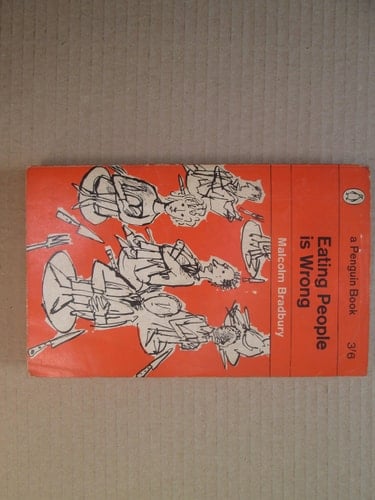 a Penguin Book 3'6
Eating People
is Wrong
Malcolm Bradbury